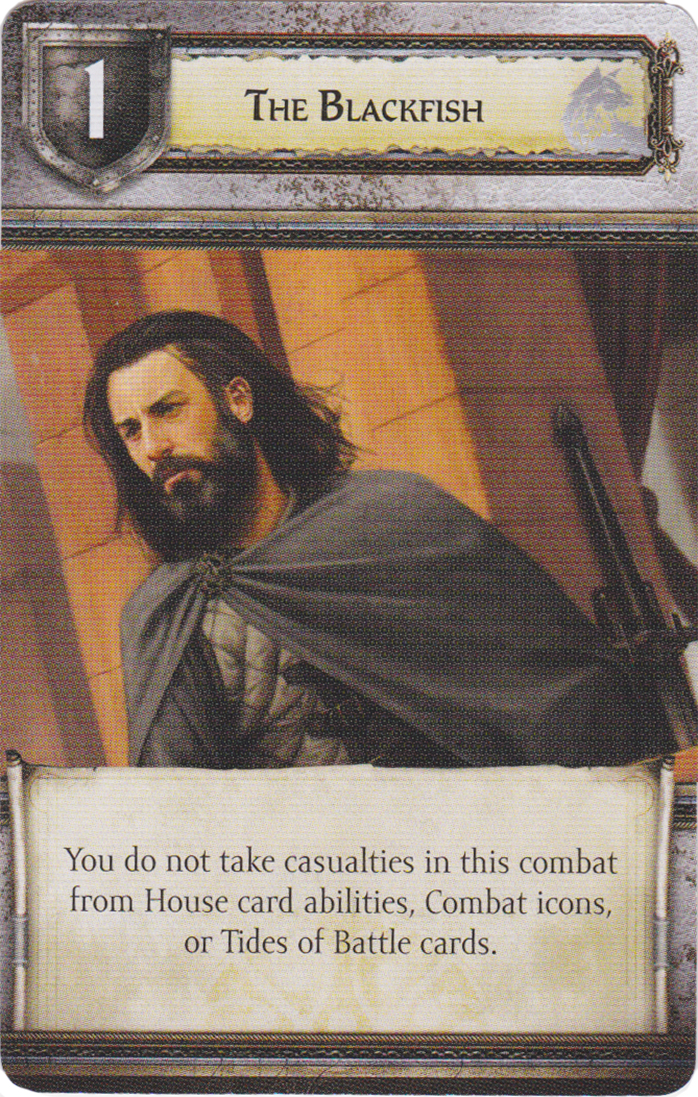 1
The Blackfish
You do not take casualties in this combat
from House card abilities, Combat icons,
or Tides of Battle cards.